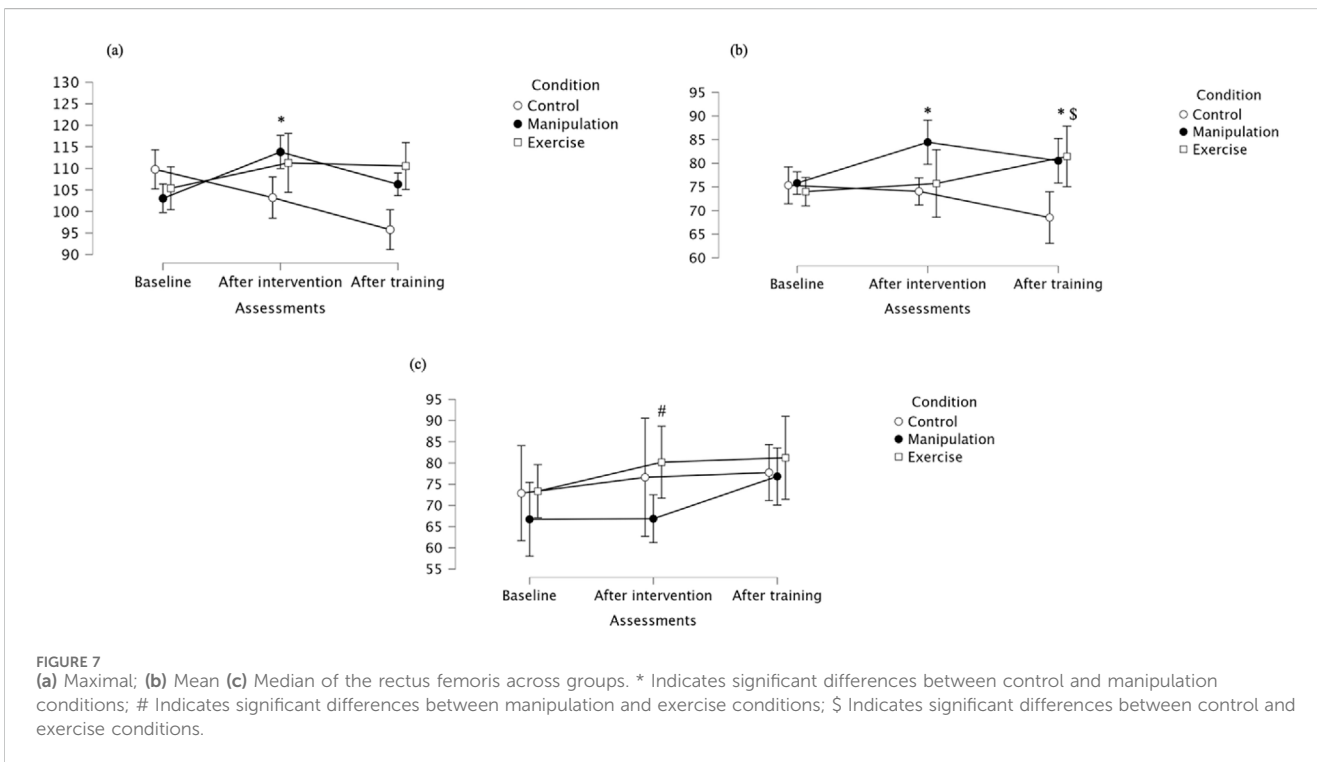 (a)
130
125
120
115
110
105
100
95
90
Condition
Control
Manipulation
Exercise
*
Baseline After intervention After training
Assessments
(b)
95
90
85
80
75
70
65
60
Condition
Control
Manipulation
Exercise
* * $
Baseline After intervention After training
Assessments
(c)
95
90
85
80
75
70
65
60
55
Condition
Control
Manipulation
Exercise
#
Baseline After intervention After training
Assessments
FIGURE 7
(a) Maximal; (b) Mean (c) Median of the rectus femoris across groups. * Indicates significant differences between control and manipulation
conditions; # Indicates significant differences between manipulation and exercise conditions; $ Indicates significant differences between control and
exercise conditions.